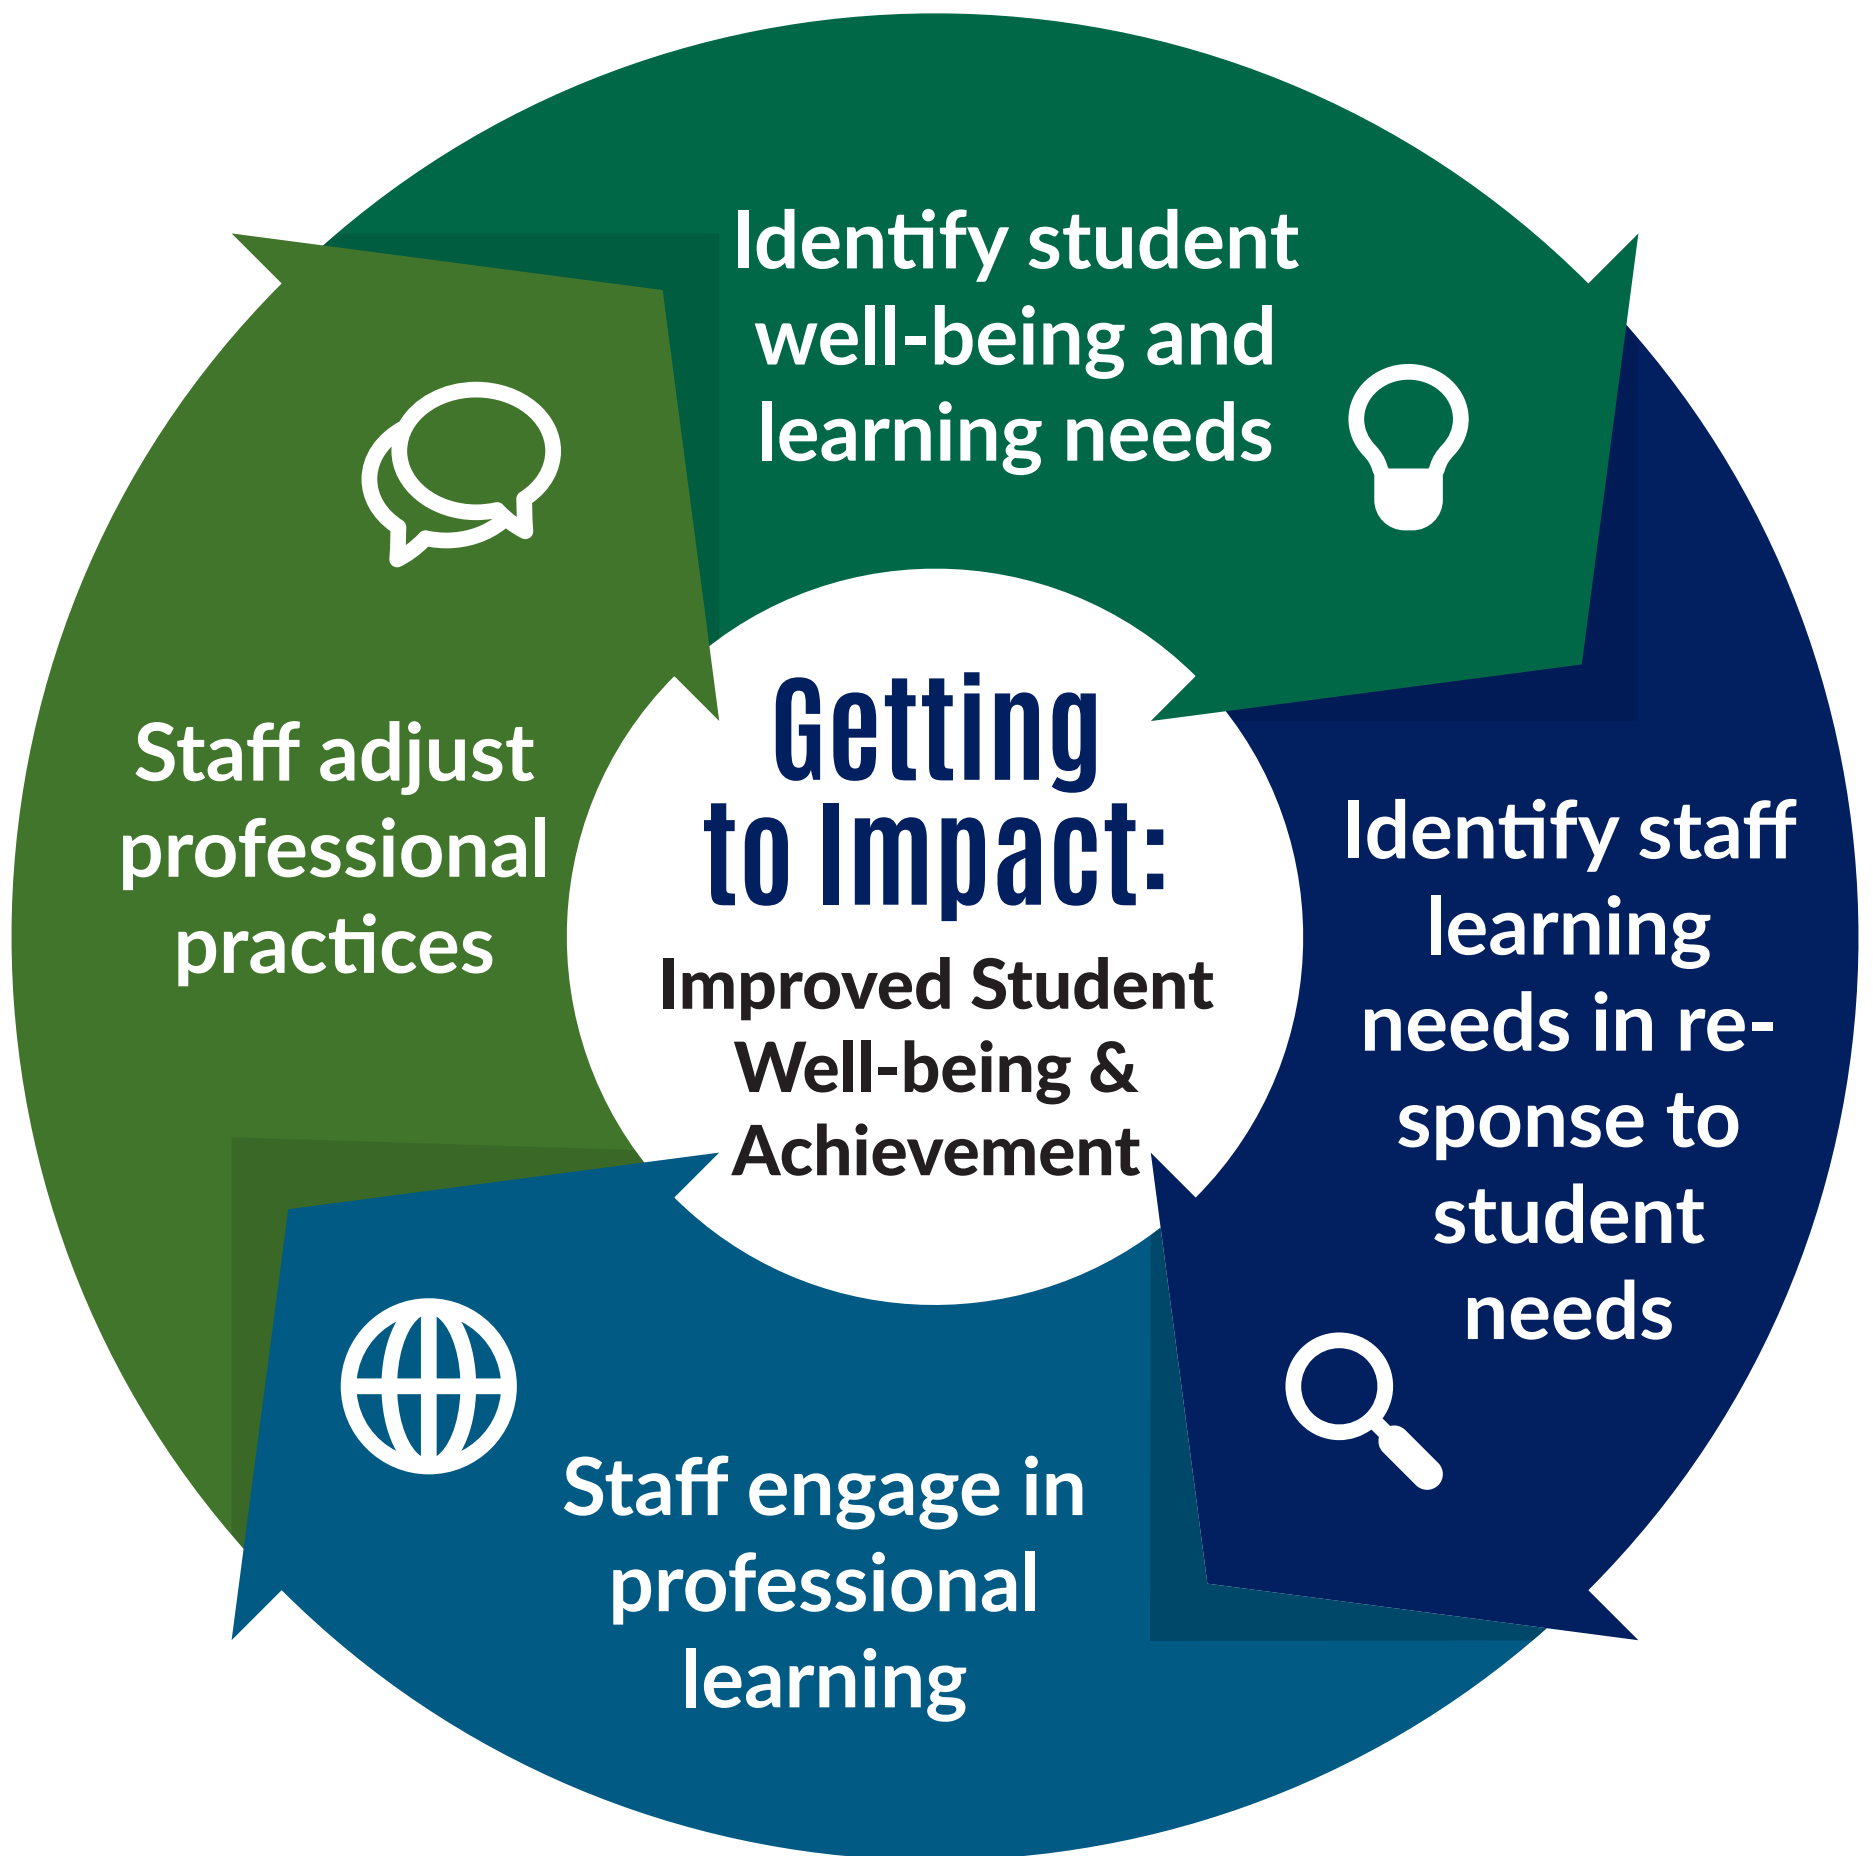 Identify student
well-being and
learning needs
Identify staff
learning
needs in re-
sponse to
student
needs
Staff engage in
professional
learning
Staff adjust
professional
practices
Getting
to Impact:
Improved Student
Well-being &
Achievement